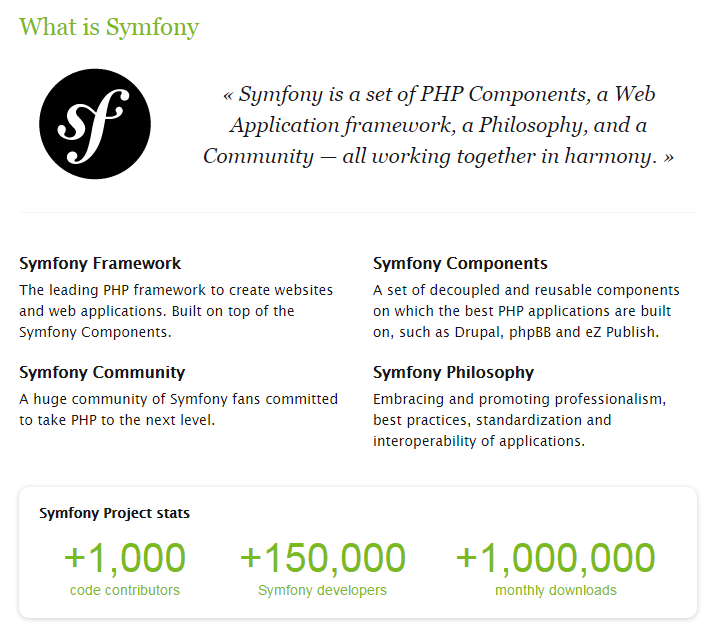 What is Symfony
sf
« Symfony is a set of PHP Components, a Web
Application framework, a Philosophy, and a
Community — all working together in harmony. »
Symfony Framework
The leading PHP framework to create websites
and web applications. Built on top of the
Symfony Components.
Symfony Components
A set of decoupled and reusable components
on which the best PHP applications are built
on, such as Drupal, phpBB and eZ Publish.
Symfony Community
A huge community of Symfony fans committed
to take PHP to the next level.
Symfony Philosophy
Embracing and promoting professionalism,
best practices, standardization and
interoperability of applications.
Symfony Project stats
+1,000
code contributors
+150,000
Symfony developers
+1,000,000
monthly downloads